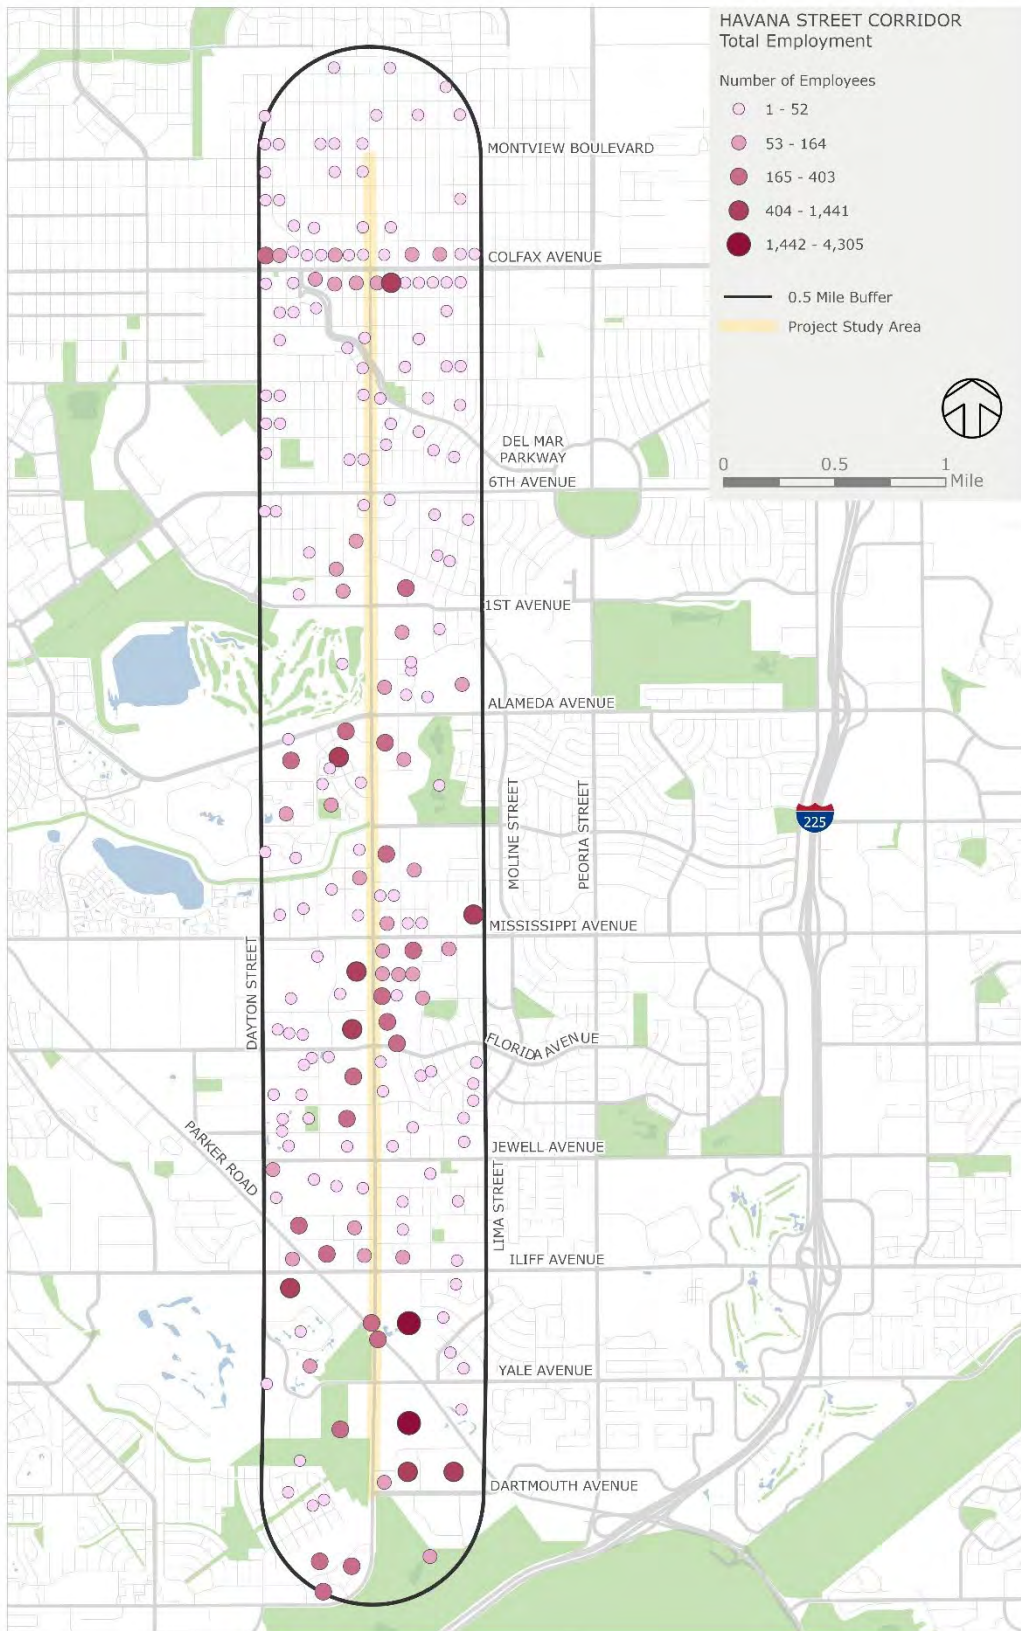 HAVANA STREET CORRIDOR
Total Employment
Number of Employees
1 - 52
53 - 164
165 - 403
404 - 1,441
1,442 - 4,305
0.5 Mile Buffer
Project Study Area
0 0.5 1
Mile
MONTVIEW BOULEVARD
COLFAX AVENUE
DEL MAR
PARKWAY
6TH AVENUE
1ST AVENUE
ALAMEDA AVENUE
MOLINE STREET
PEORIA STREET
225
MISSISSIPPI AVENUE
DAYTON STREET
FLORIDA AVENUE
PARKER ROAD
JEWELL AVENUE
LIMA STREET
ILIFF AVENUE
YALE AVENUE
DARTMOUTH AVENUE